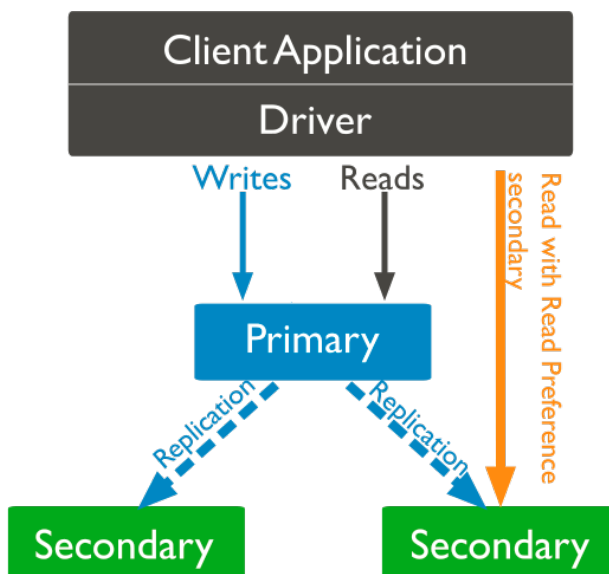 Client Application
Driver
Writes
Reads
Read with Read Preference
secondary
Primary
Replication
Replication
Secondary
Secondary